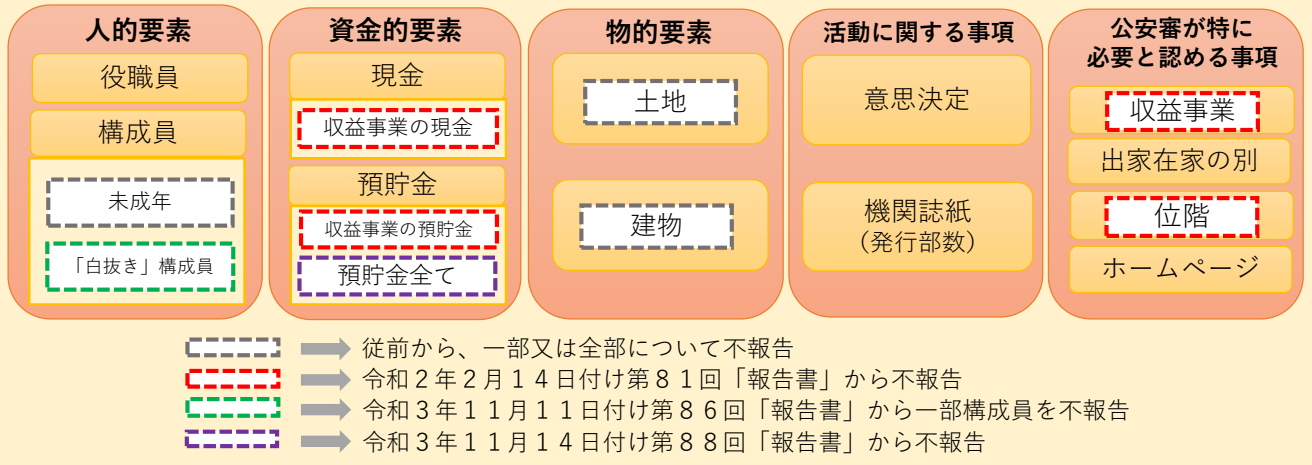 人的要素
役職員
構成員
未成年
「白抜き」構成員
資金的要素
現金
収益事業の現金
預貯金
収益事業の預貯金
預貯金全て
物的要素
土地
建物
活動に関する事項
意思決定
機関誌紙
（発行部数）
公安審が特に
必要と認める事項
収益事業
出家在家の別
位階
ホームページ
従前から、一部又は全部について不報告
令和２年２月１４日付け第８１回「報告書」から不報告
令和３年１１月１１日付け第８６回「報告書」から一部構成員を不報告
令和３年１１月１４日付け第８８回「報告書」から不報告